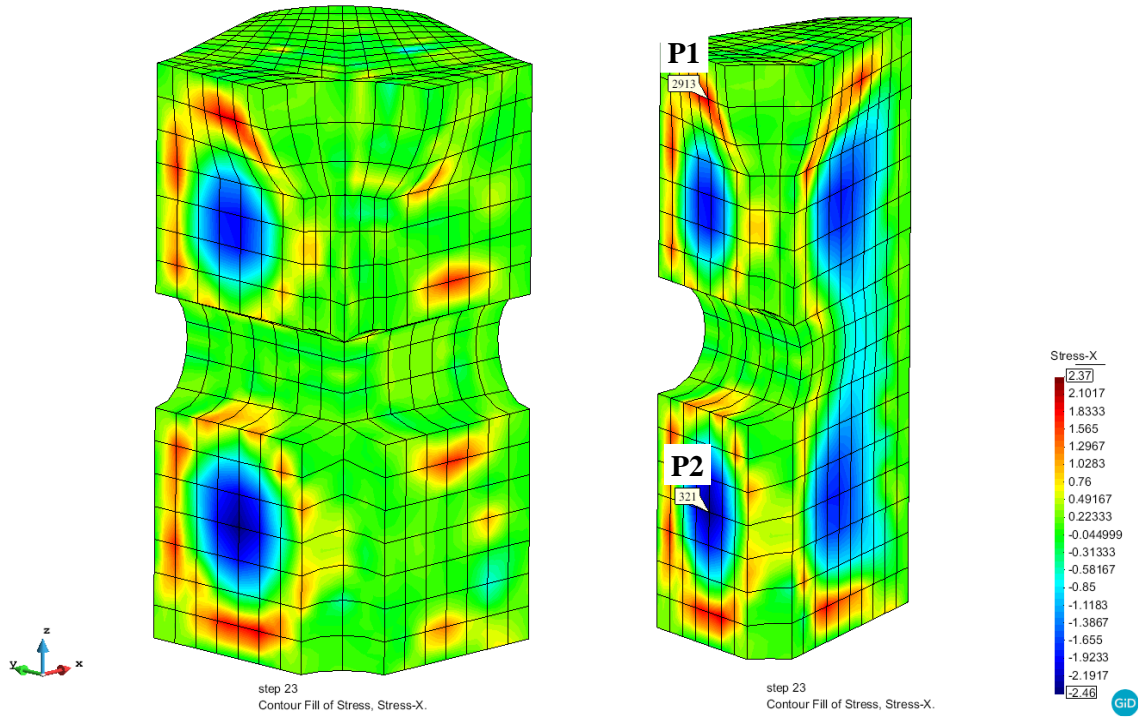 P1
2913
P2
321
Stress-X
2.37
2.1017
1.8333
1.565
1.2967
1.0283
0.76
0.49167
0.22333
-0.044999
-0.31333
-0.58167
-0.85
-1.1183
-1.3867
-1.655
-1.9233
-2.1917
-2.46
z
y
x
step 23
Contour Fill of Stress, Stress-X.
step 23
Contour Fill of Stress, Stress-X.
GiD